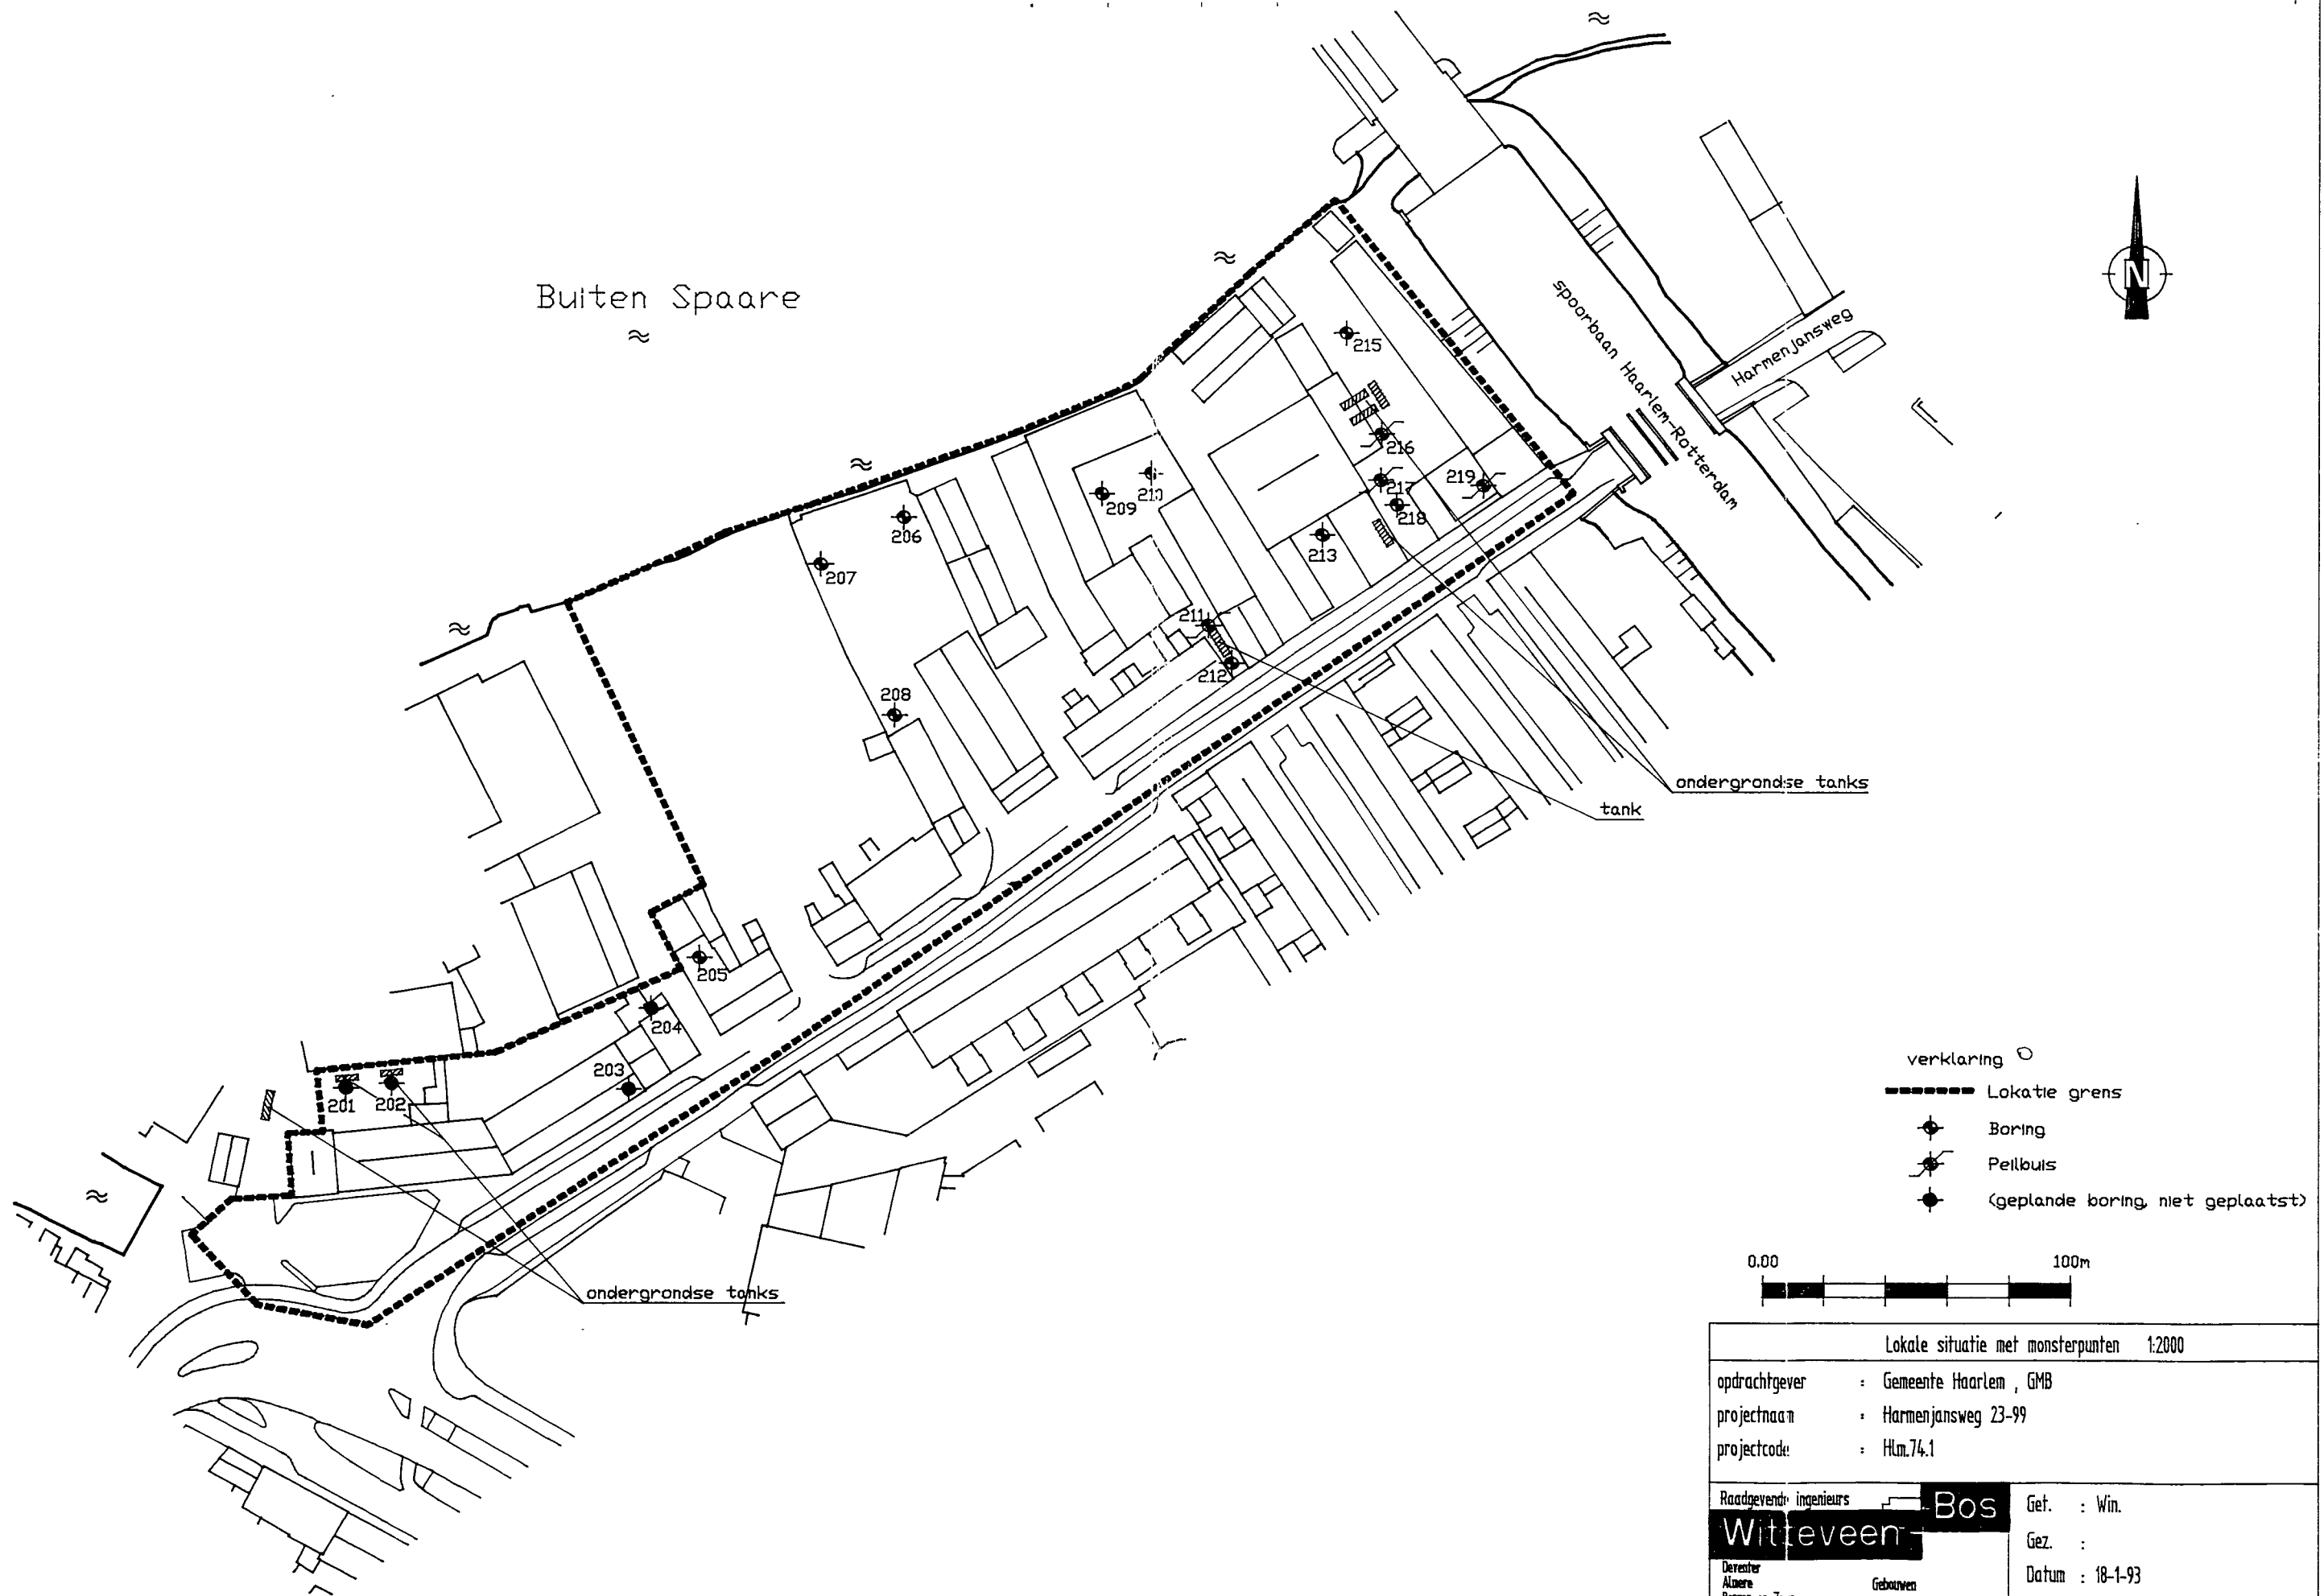 Buiten Spaare
N
spoorbaan Haarlem-Rotterdam
Harmenjansweg
215
216
217
218
219
213
210
209
206
207
211
212
208
ondergrondse tanks
tank
205
204
203
201
202
ondergrondse tanks
verklaring
Lokatie grens
Boring
Peilbuis
(geplande boring, niet geplaatst)
0.00 100m
Lokale situatie met monsterpunten 1:2000
opdrachtgever : Gemeente Haarlem , GMB
projectnaam : Harmenjansweg 23-99
projectcode : Hlm.74.1
Raadgevende ingenieurs
Witteveen Bos
Deventer
Almere
Gebouwen
Get. : Win.
Gez. :
Datum : 18-1-93